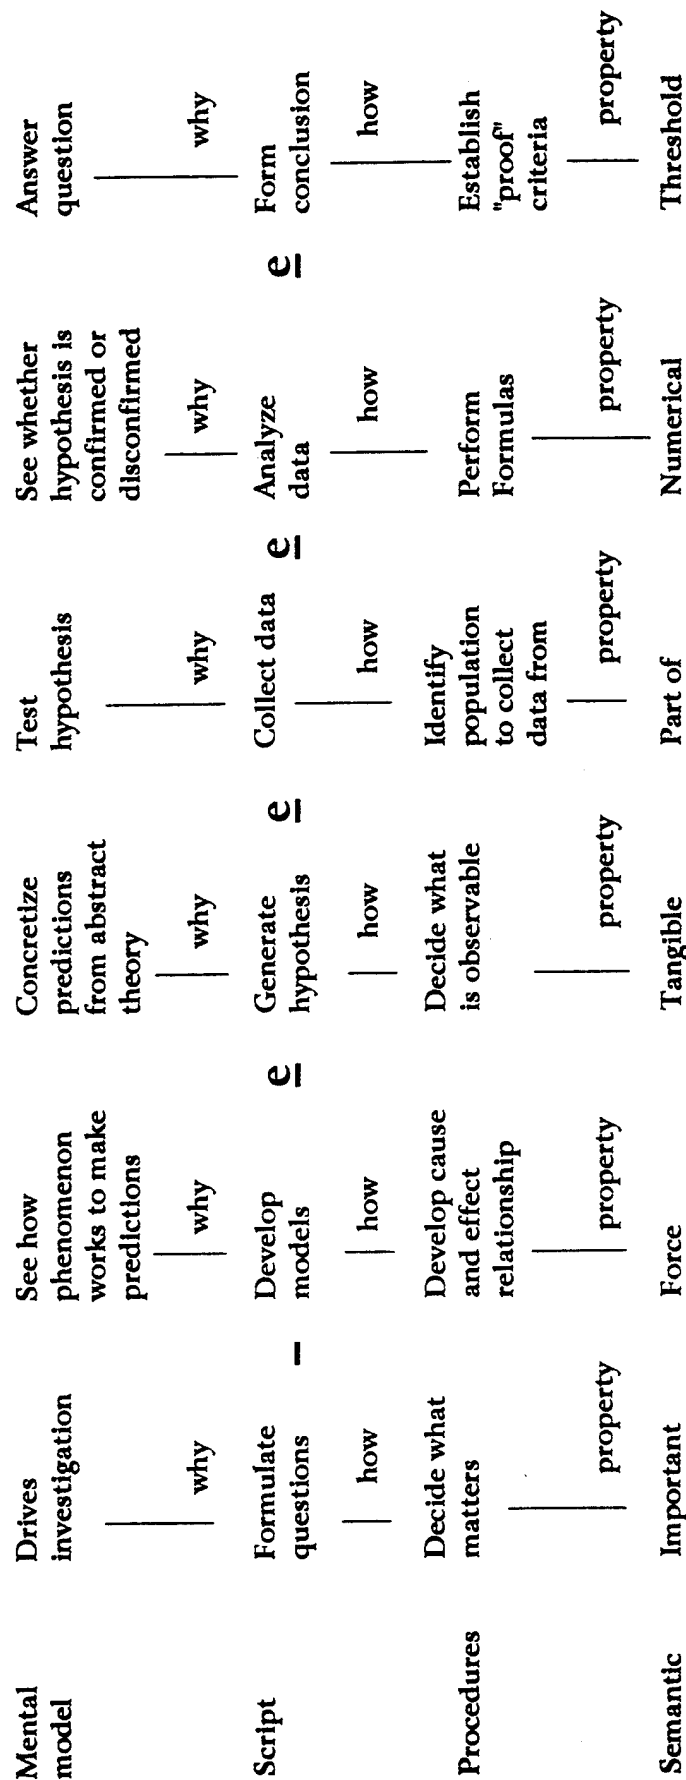 Mental
model
Drives
investigation
See how
phenomenon
works to make
predictions
Concretize
predictions
from abstract
theory
Test
hypothesis
See whether
hypothesis is
confirmed or
disconfirmed
Answer
question
why
why
why
why
why
why
Script
Formulate
questions
–
Develop
models
e
Generate
hypothesis
e
Collect data
e
Analyze
data
e
Form
conclusion
how
how
how
how
how
how
Procedures
Decide what
matters
Develop cause
and effect
relationship
Decide what
is observable
Identify
population
to collect
data from
Perform
Formulas
Establish
"proof"
criteria
property
property
property
property
property
property
Semantic
Important
Force
Tangible
Part of
Numerical
Threshold